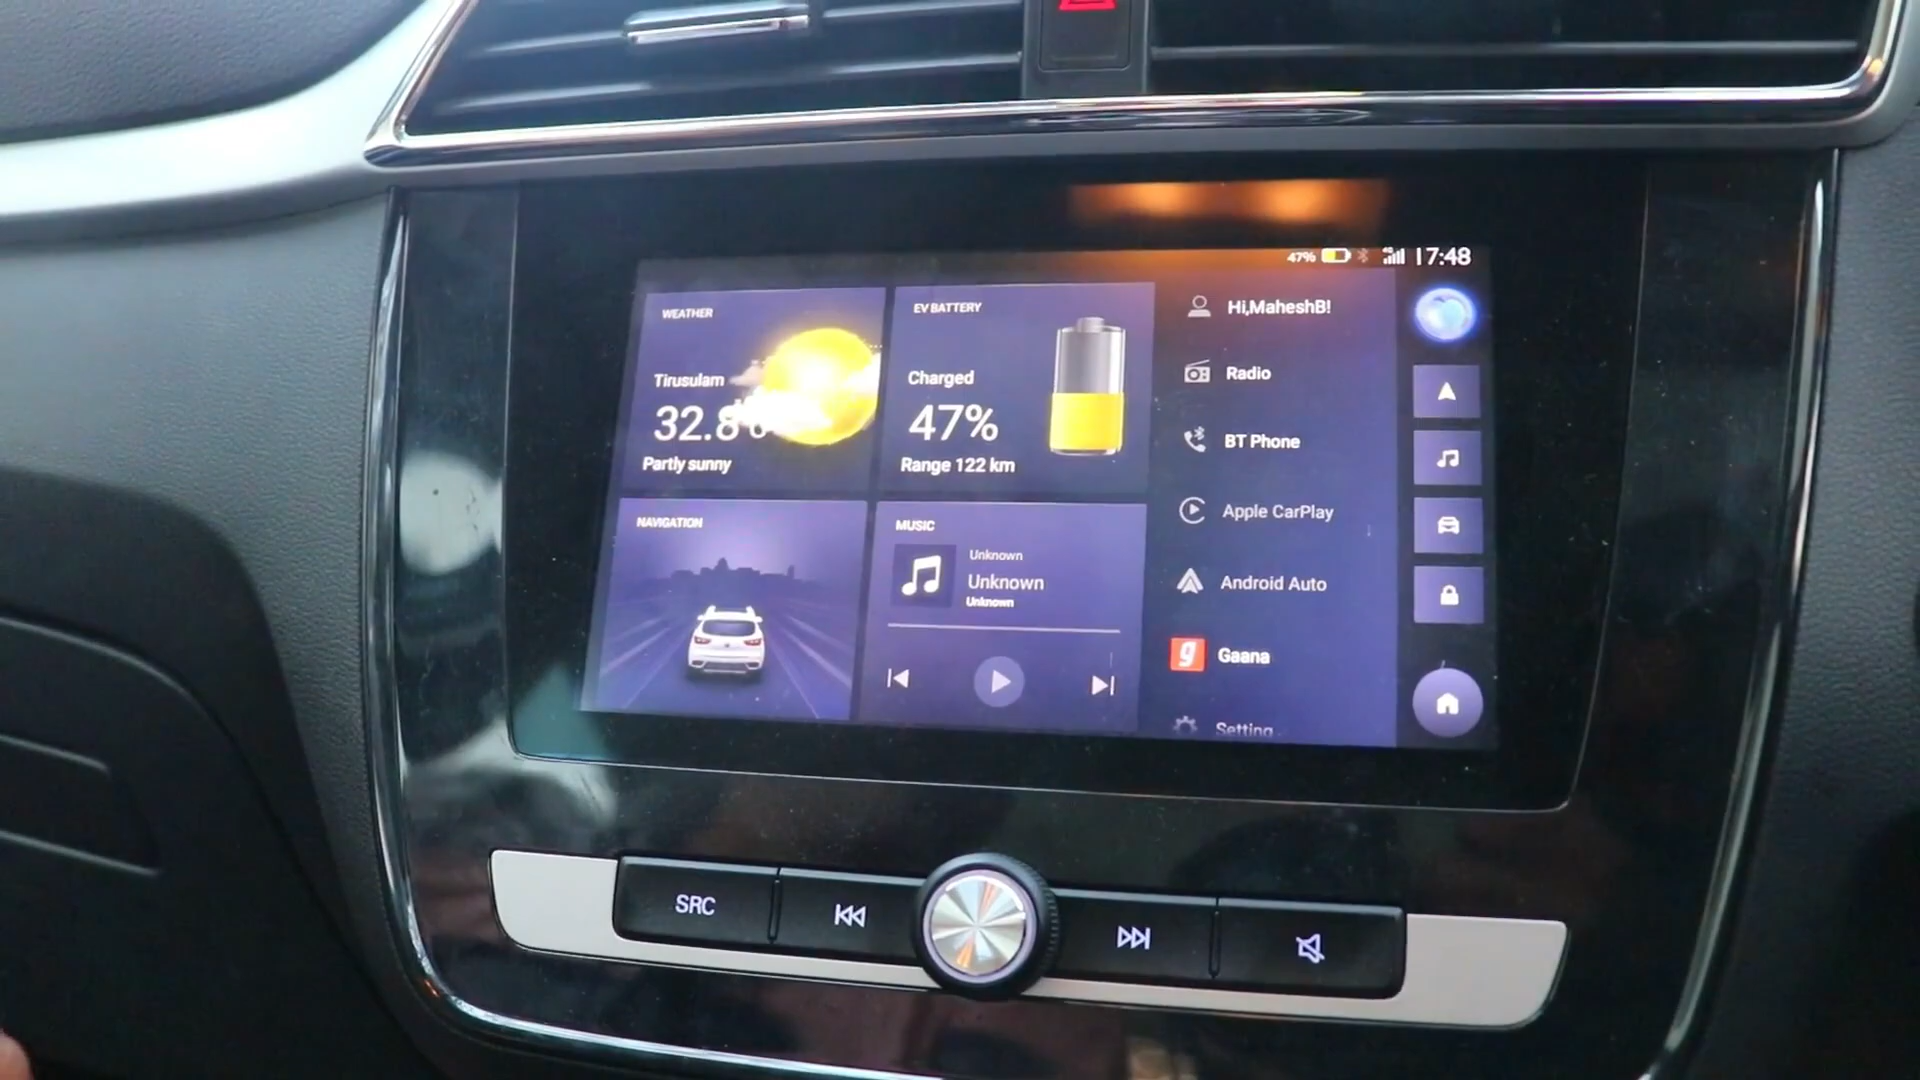 47% 17:48
WEATHER
Tirusulam
32.8
Partly sunny
EV BATTERY
Charged
47%
Range 122 km
NAVIGATION
MUSIC
Unknown
Unknown
Unknown
Hi,MaheshB!
Radio
BT Phone
Apple CarPlay
Android Auto
g Gaana
Setting
SRC